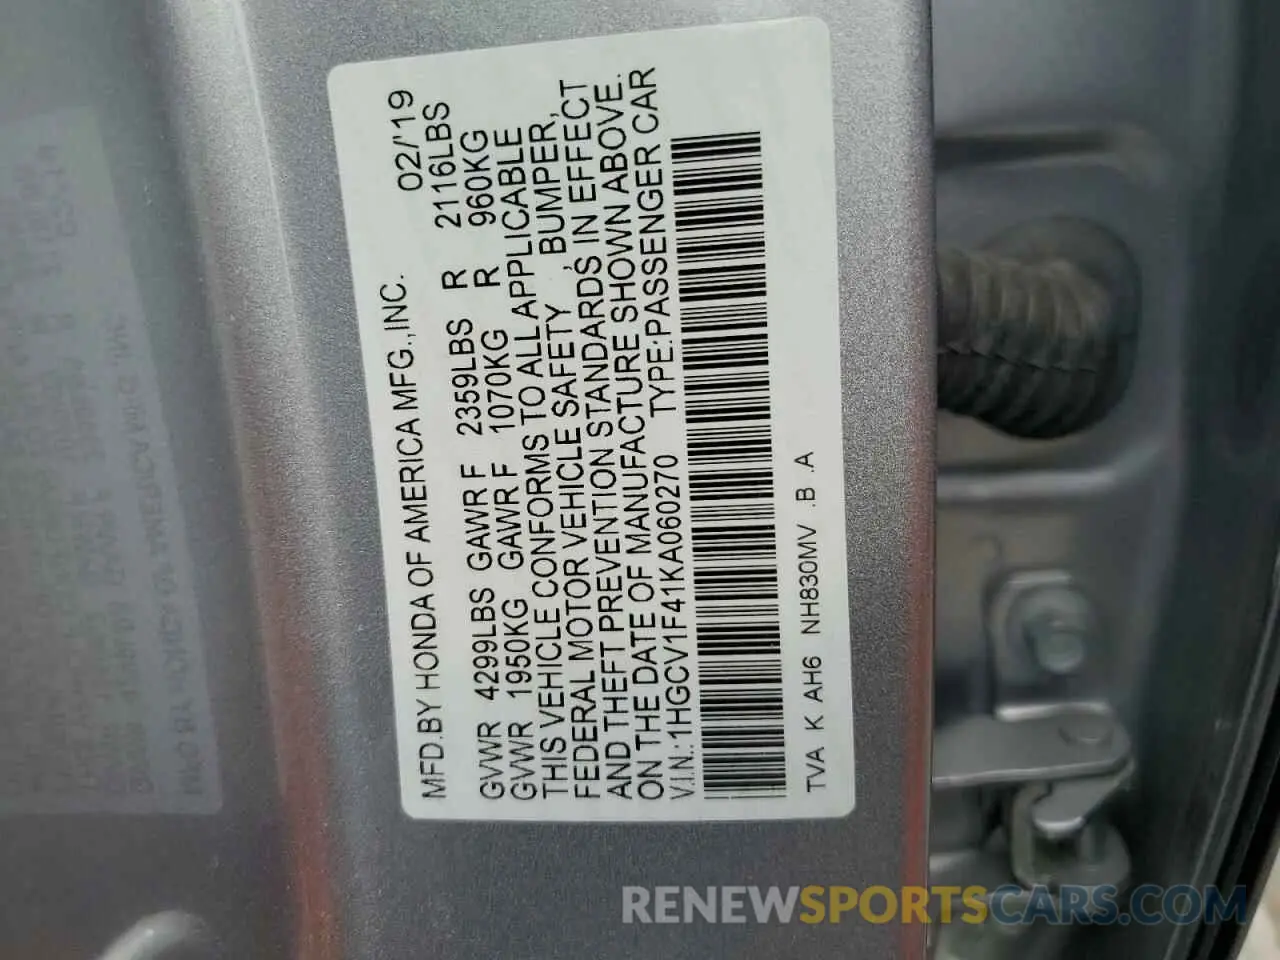 MFD.BY HONDA OF AMERICA MFG.,INC. 02/'19
GVWR 4299LBS GAWR F 2359LBS R 2116LBS
GVWR 1950KG GAWR F 1070KG R 960KG
THIS VEHICLE CONFORMS TO ALL APPLICABLE
FEDERAL MOTOR VEHICLE SAFETY, BUMPER,
AND THEFT PREVENTION STANDARDS IN EFFECT
ON THE DATE OF MANUFACTURE SHOWN ABOVE.
V.I.N.:1HGCV1F41KA060270 TYPE:PASSENGER CAR
TVA K AH6 NH830MV .B .A
RENEWSPORTSCARS.COM